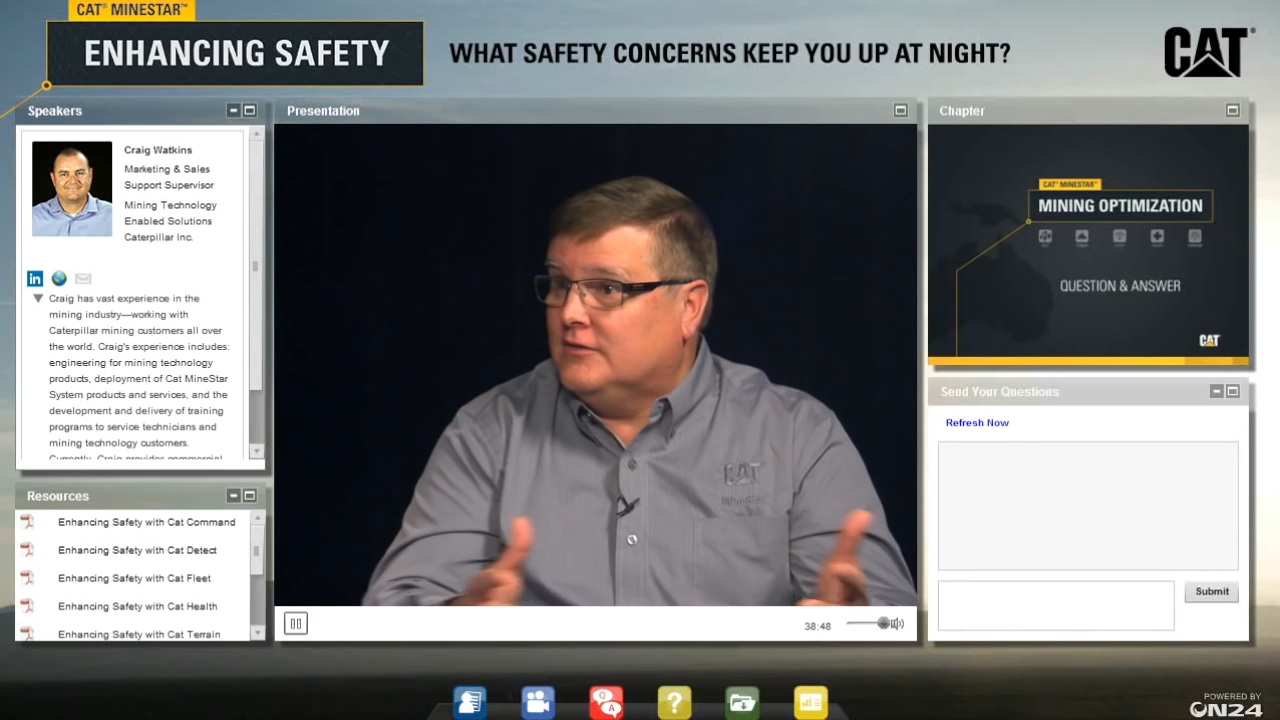 CAT® MINESTAR™
ENHANCING SAFETY
WHAT SAFETY CONCERNS KEEP YOU UP AT NIGHT?
CAT®
Speakers
Craig Watkins
Marketing & Sales
Support Supervisor
Mining Technology
Enabled Solutions
Caterpillar Inc.
in
Craig has vast experience in the
mining industry—working with
Caterpillar mining customers all over
the world. Craig's experience includes:
engineering for mining technology
products, deployment of Cat MineStar
System products and services, and the
development and delivery of training
programs to service technicians and
mining technology customers.
Currently, Craig provides commercial
Resources
Enhancing Safety with Cat Command
Enhancing Safety with Cat Detect
Enhancing Safety with Cat Fleet
Enhancing Safety with Cat Health
Enhancing Safety with Cat Terrain
Presentation
CAT
38:48
Chapter
CAT® MINESTAR™
MINING OPTIMIZATION
QUESTION & ANSWER
CAT
Send Your Questions
Refresh Now
Submit
Q
A
?
POWERED BY
ON24